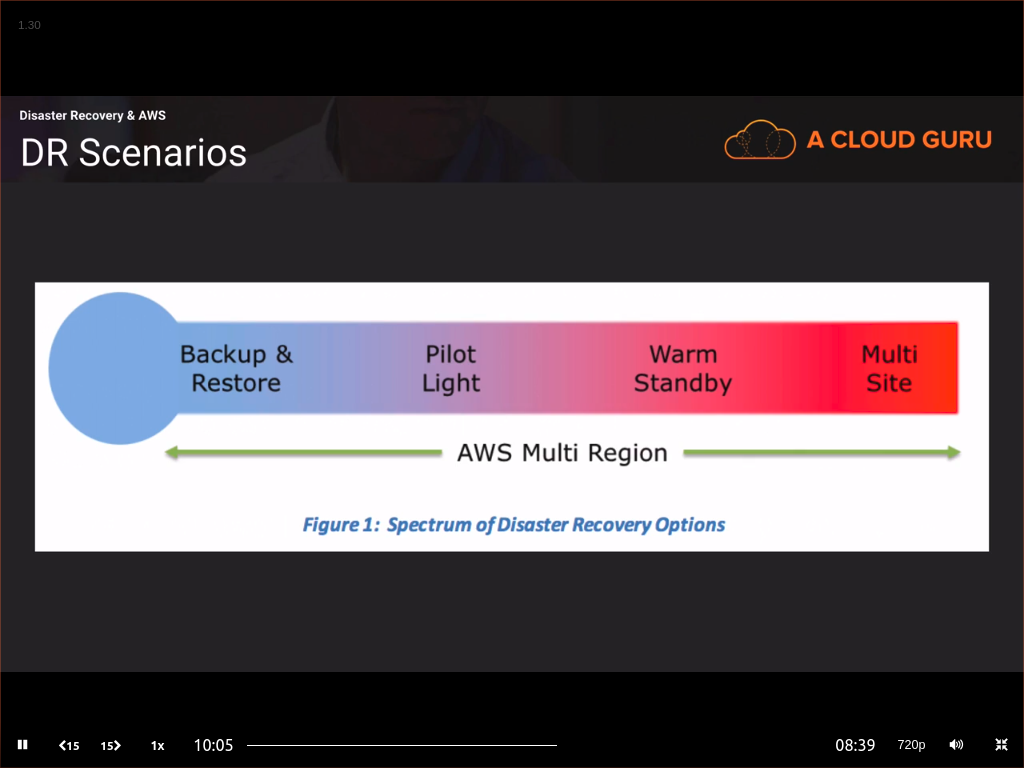 1.30
Disaster Recovery & AWS
DR Scenarios
A CLOUD GURU
Backup &
Restore
Pilot
Light
Warm
Standby
Multi
Site
AWS Multi Region
Figure 1: Spectrum of Disaster Recovery Options
15
15
1x
10:05
08:39
720p